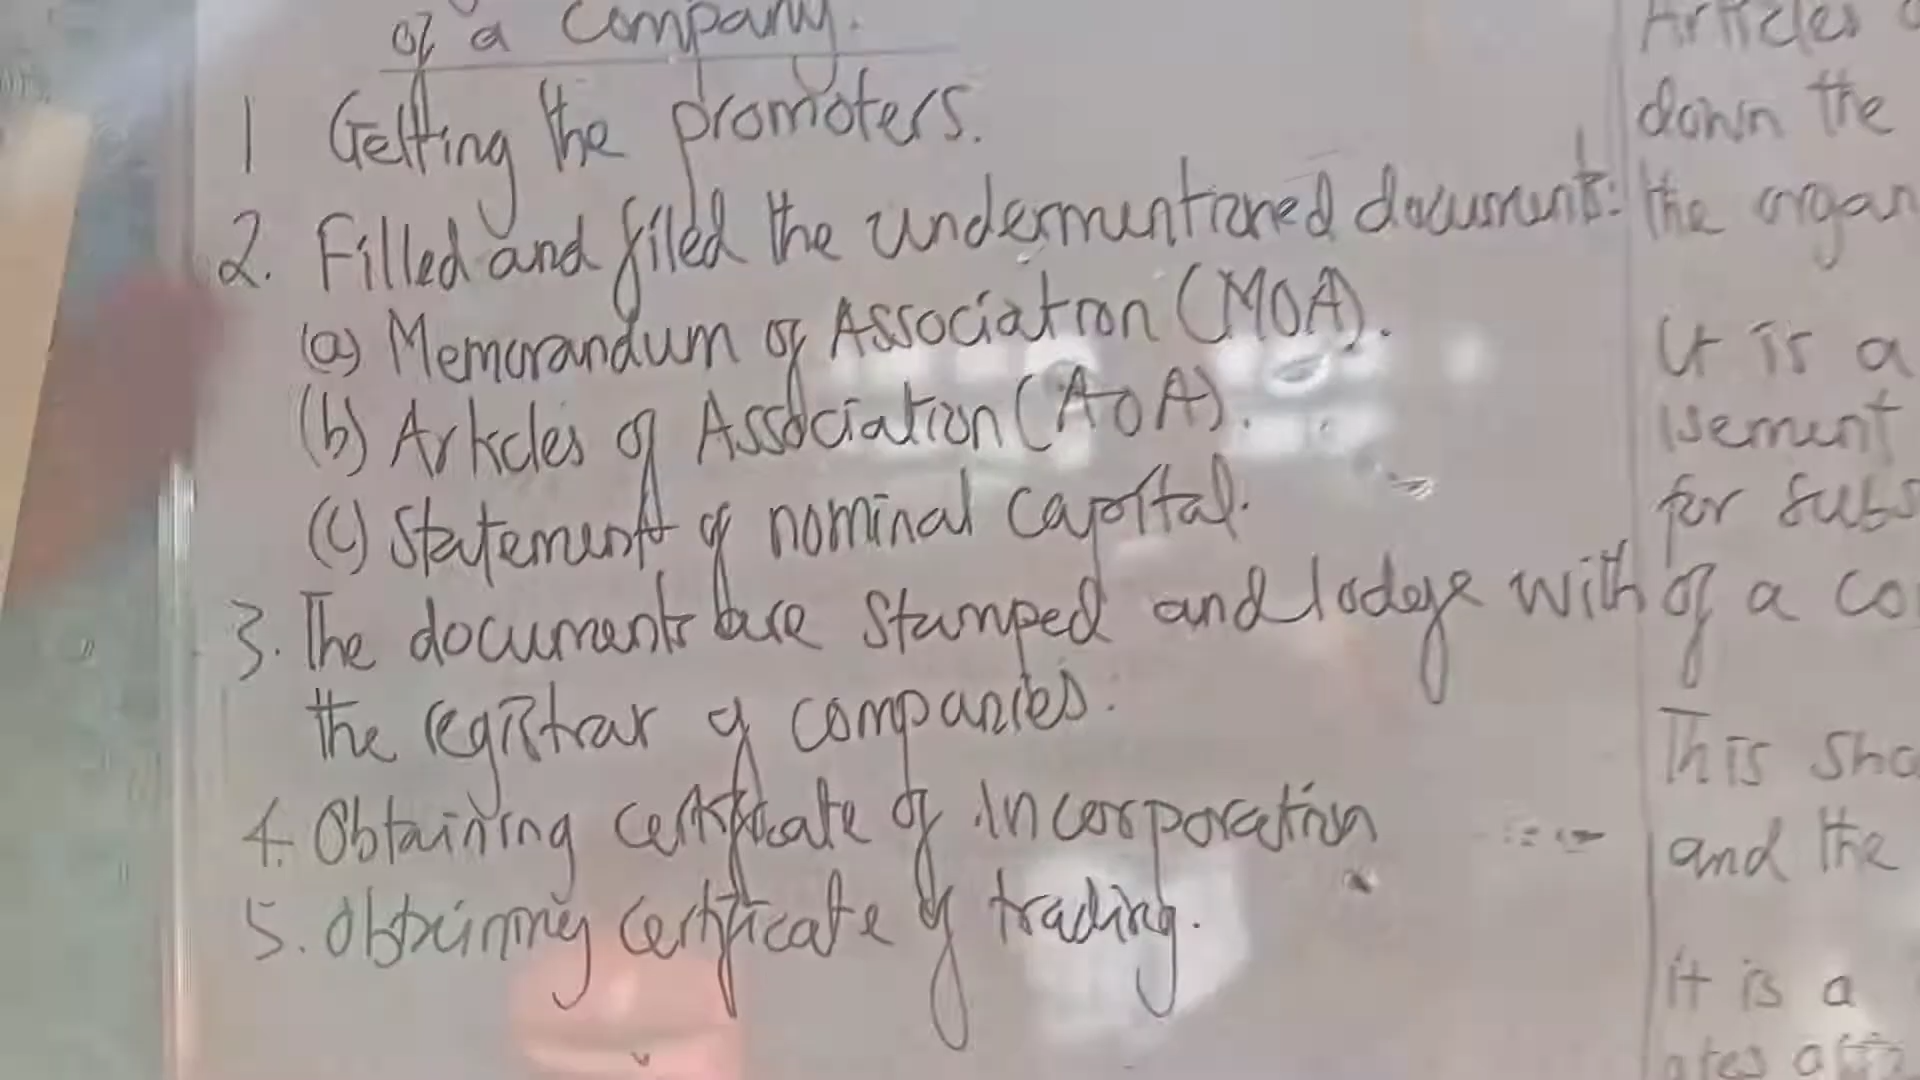 of a Company.
1 Getting the promoters.
2. Filled and filed the undermentioned documents:
(a) Memorandum of Association (MOA).
(b) Articles of Association (AOA).
(c) Statement of nominal capital.
3. The documents are stamped and lodge with
the registrar of companies.
4. Obtaining certificate of incorporation
5. Obtaining certificate of trading.
Articles
down the
the organ
It is a
isement
for subs
of a co
This sho
and the
it is a